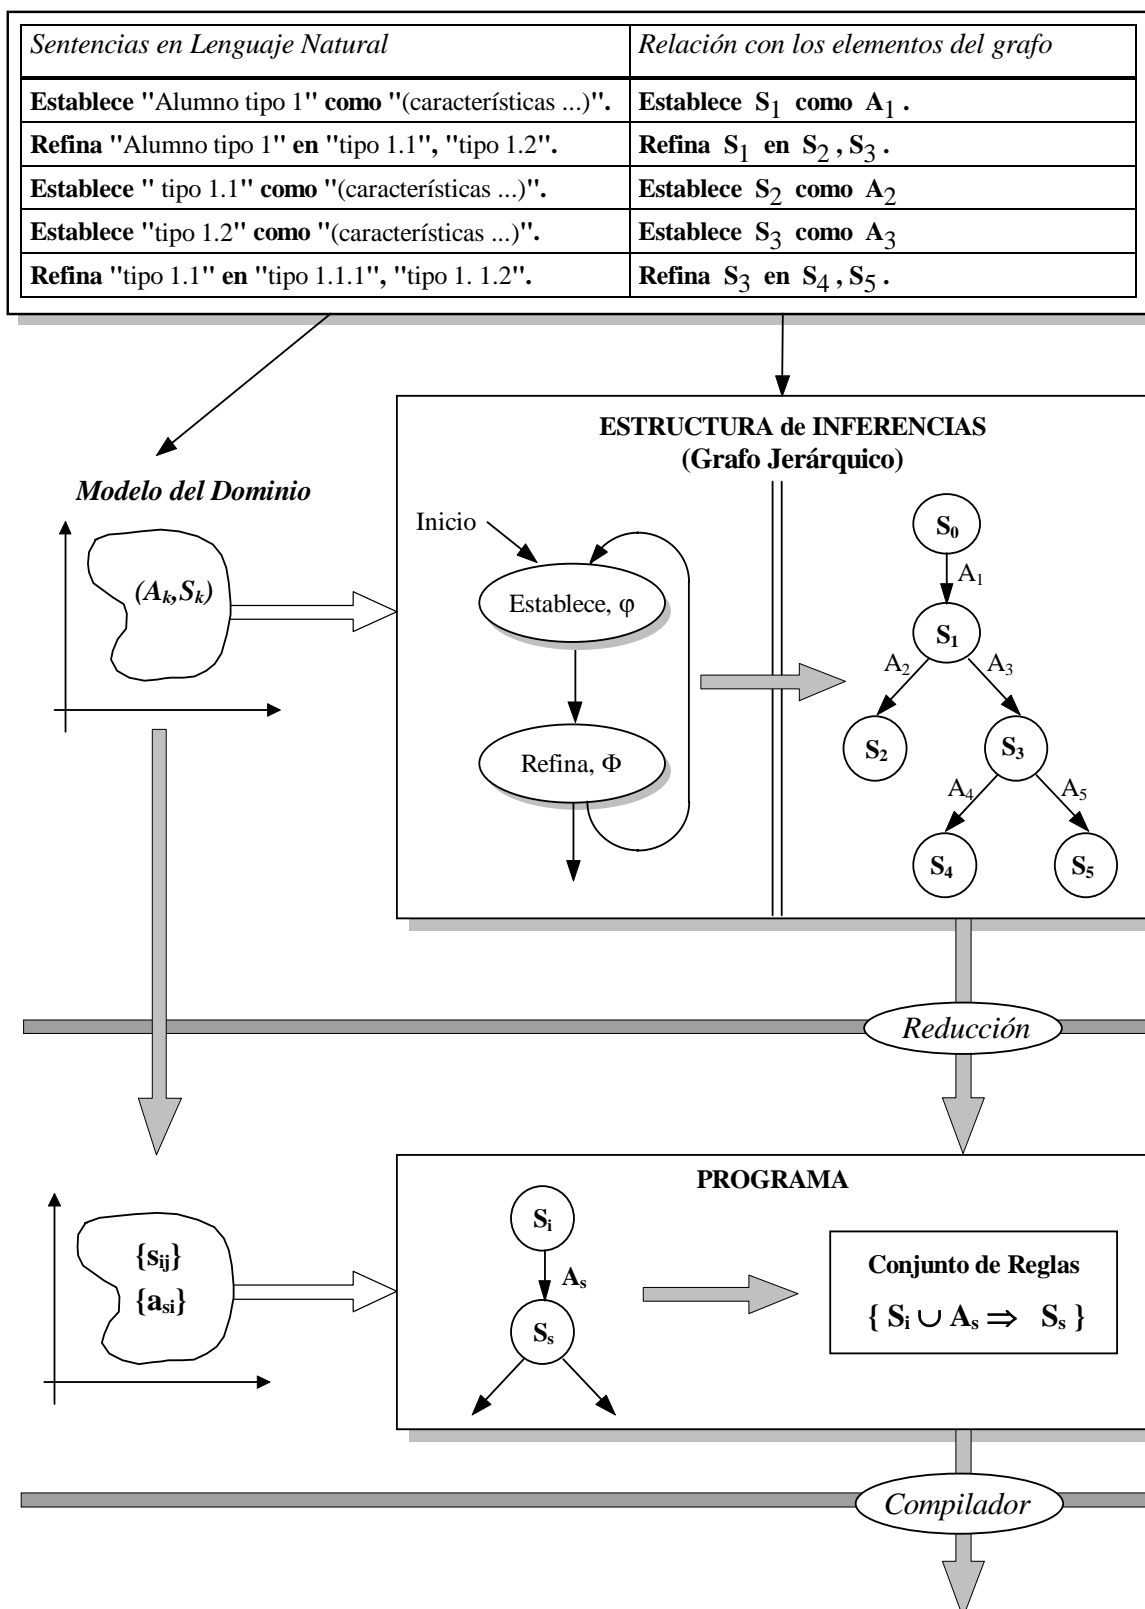 Sentencias en Lenguaje Natural
Relación con los elementos del grafo
Establece "Alumno tipo 1" como "(características ...)".
Establece S1 como A1 .
Refina "Alumno tipo 1" en "tipo 1.1", "tipo 1.2".
Refina S1 en S2 , S3 .
Establece " tipo 1.1" como "(características ...)".
Establece S2 como A2
Establece "tipo 1.2" como "(características ...)".
Establece S3 como A3
Refina "tipo 1.1" en "tipo 1.1.1", "tipo 1. 1.2".
Refina S3 en S4 , S5 .
ESTRUCTURA de INFERENCIAS
(Grafo Jerárquico)
Modelo del Dominio
(Ak,Sk)
Inicio
Establece, φ
Refina, Φ
S0
A1
S1
A2
A3
S2
S3
A4
A5
S4
S5
Reducción
PROGRAMA
{sij}
{asi}
Si
As
Ss
Conjunto de Reglas
{ Si ∪ As ⇒ Ss }
Compilador